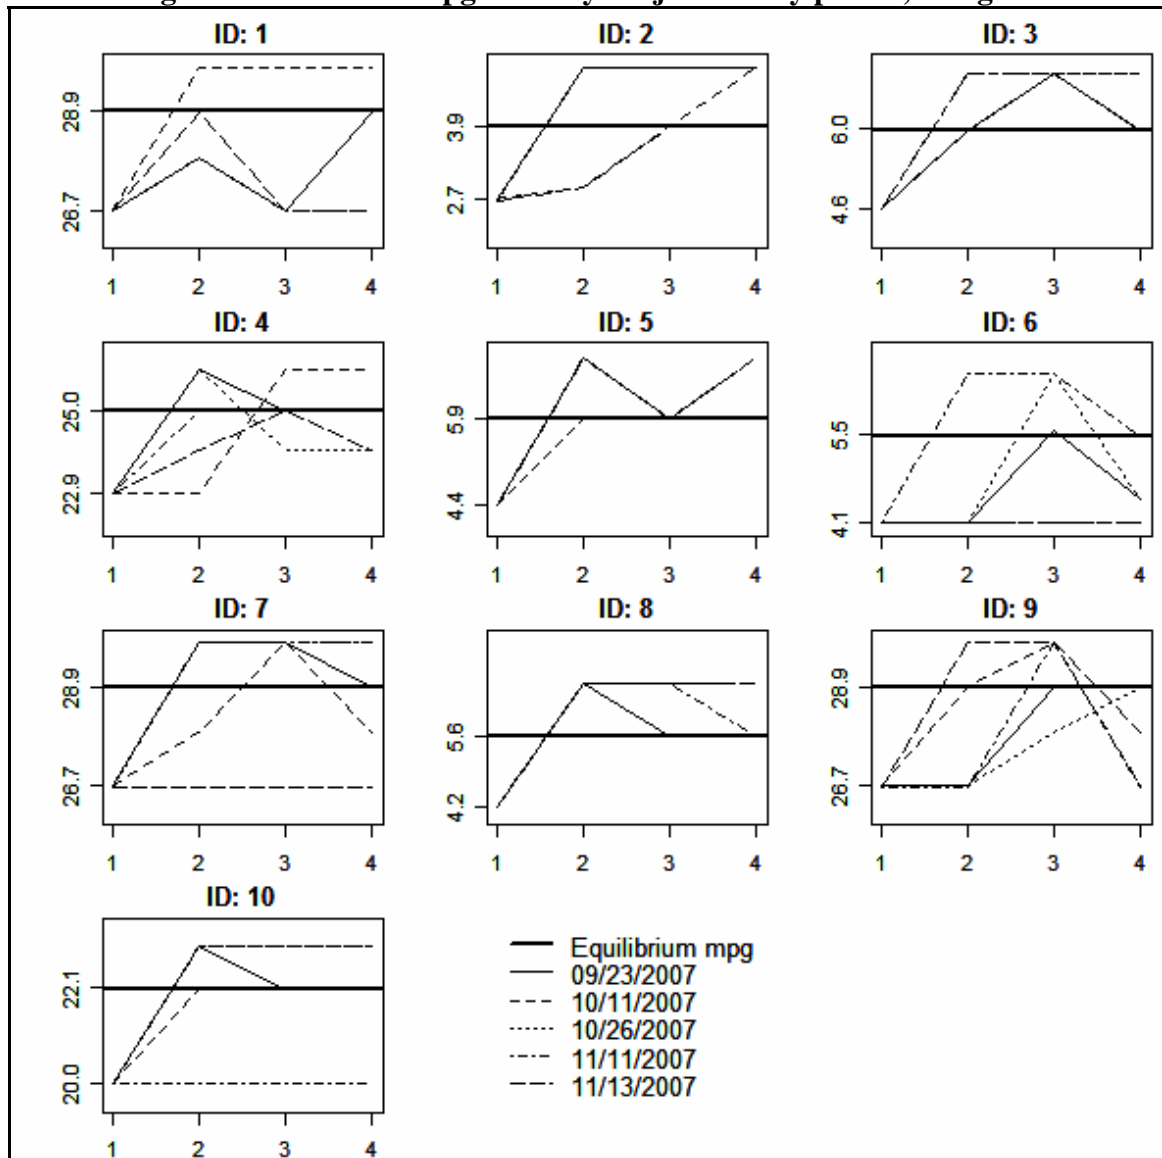 ID: 1
ID: 2
ID: 3
28.9
26.7
1 2 3 4
3.9
2.7
1 2 3 4
6.0
4.6
1 2 3 4
ID: 4
ID: 5
ID: 6
25.0
22.9
1 2 3 4
5.9
4.4
1 2 3 4
5.5
4.1
1 2 3 4
ID: 7
ID: 8
ID: 9
28.9
26.7
1 2 3 4
5.6
4.2
1 2 3 4
28.9
26.7
1 2 3 4
ID: 10
22.1
20.0
1 2 3 4
Equilibrium mpg
09/23/2007
10/11/2007
10/26/2007
11/11/2007
11/13/2007